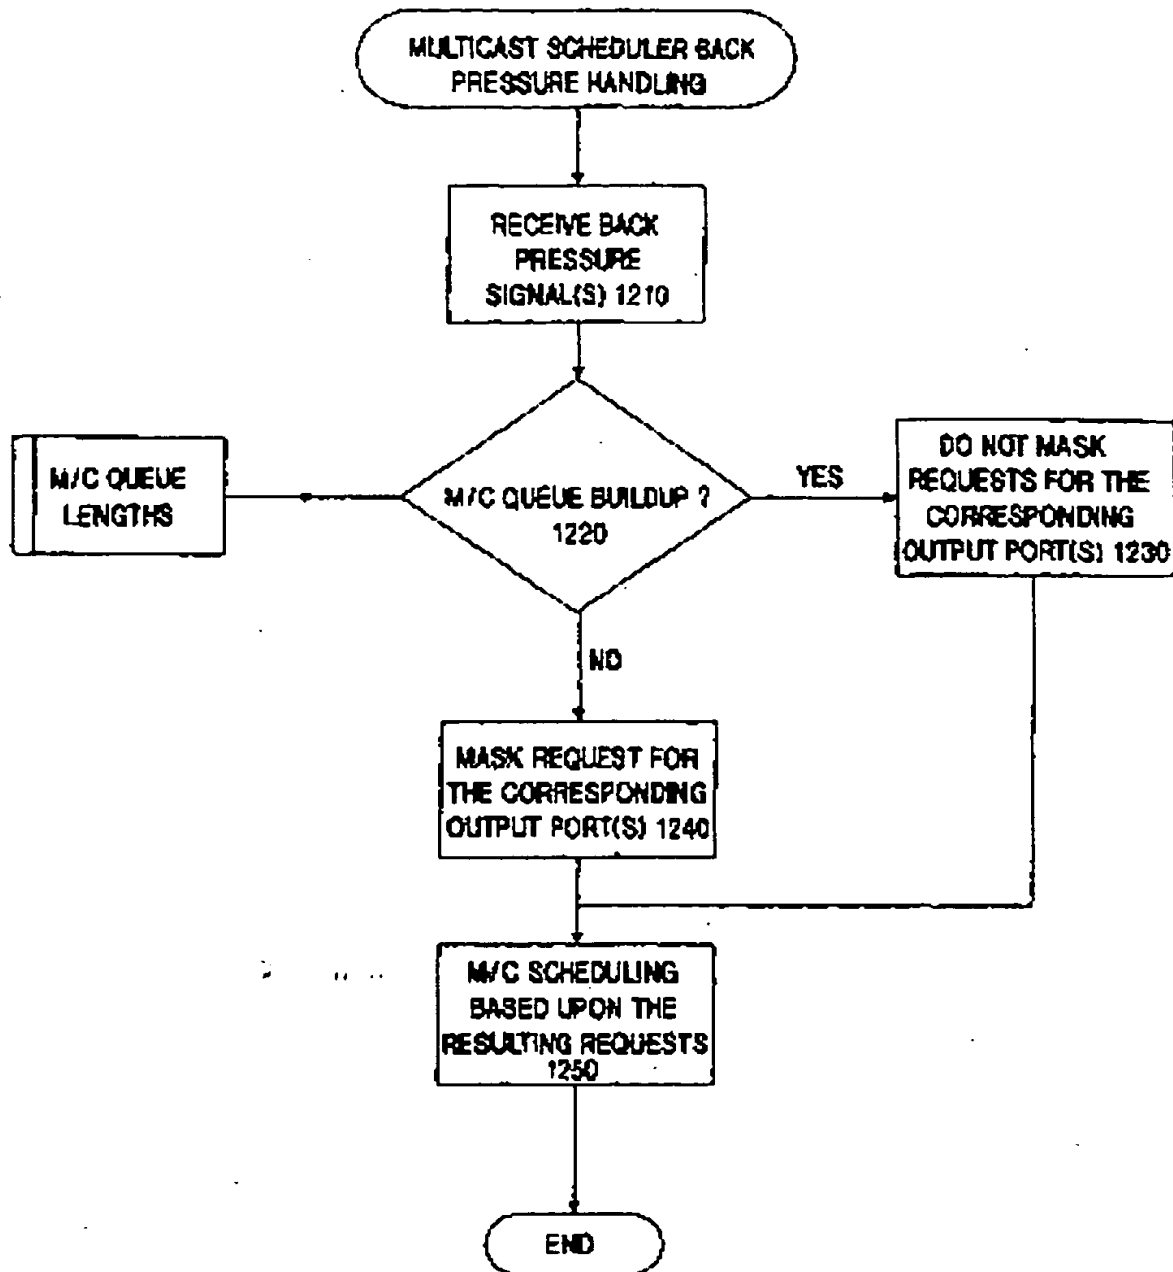 MULTICAST SCHEDULER BACK
PRESSURE HANDLING
RECEIVE BACK
PRESSURE
SIGNAL(S) 1210
M/C QUEUE
LENGTHS
M/C QUEUE BUILDUP ?
1220
YES
DO NOT MASK
REQUESTS FOR THE
CORRESPONDING
OUTPUT PORT(S) 1230
NO
MASK REQUEST FOR
THE CORRESPONDING
OUTPUT PORT(S) 1240
M/C SCHEDULING
BASED UPON THE
RESULTING REQUESTS
1250
END